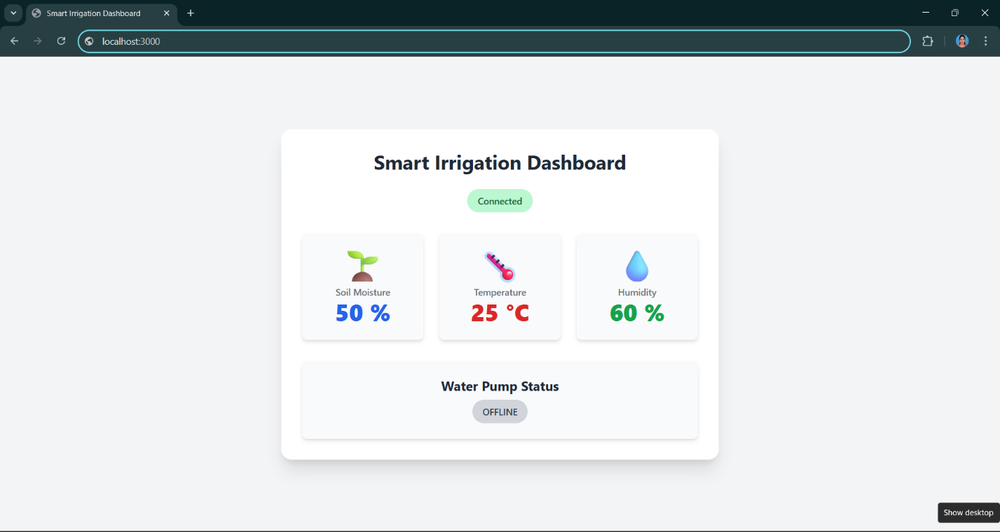 Smart Irrigation Dashboard
localhost:3000
Smart Irrigation Dashboard
Connected
Soil Moisture
50 %
Temperature
25 °C
Humidity
60 %
Water Pump Status
OFFLINE
Show desktop